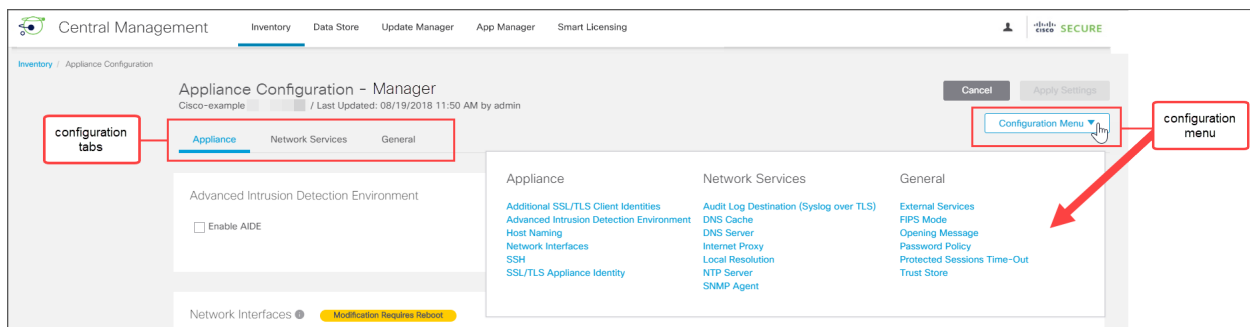 Central Management
Inventory
Data Store
Update Manager
App Manager
Smart Licensing
CISCO SECURE
Inventory / Appliance Configuration
Appliance Configuration - Manager
Cisco-example / Last Updated: 08/19/2018 11:50 AM by admin
Cancel
Apply Settings
configuration
tabs
Appliance
Network Services
General
Configuration Menu
configuration
menu
Advanced Intrusion Detection Environment
Enable AIDE
Appliance
Additional SSL/TLS Client Identities
Advanced Intrusion Detection Environment
Host Naming
Network Interfaces
SSH
SSL/TLS Appliance Identity
Network Services
Audit Log Destination (Syslog over TLS)
DNS Cache
DNS Server
Internet Proxy
Local Resolution
NTP Server
SNMP Agent
General
External Services
FIPS Mode
Opening Message
Password Policy
Protected Sessions Time-Out
Trust Store
Network Interfaces
Modification Requires Reboot